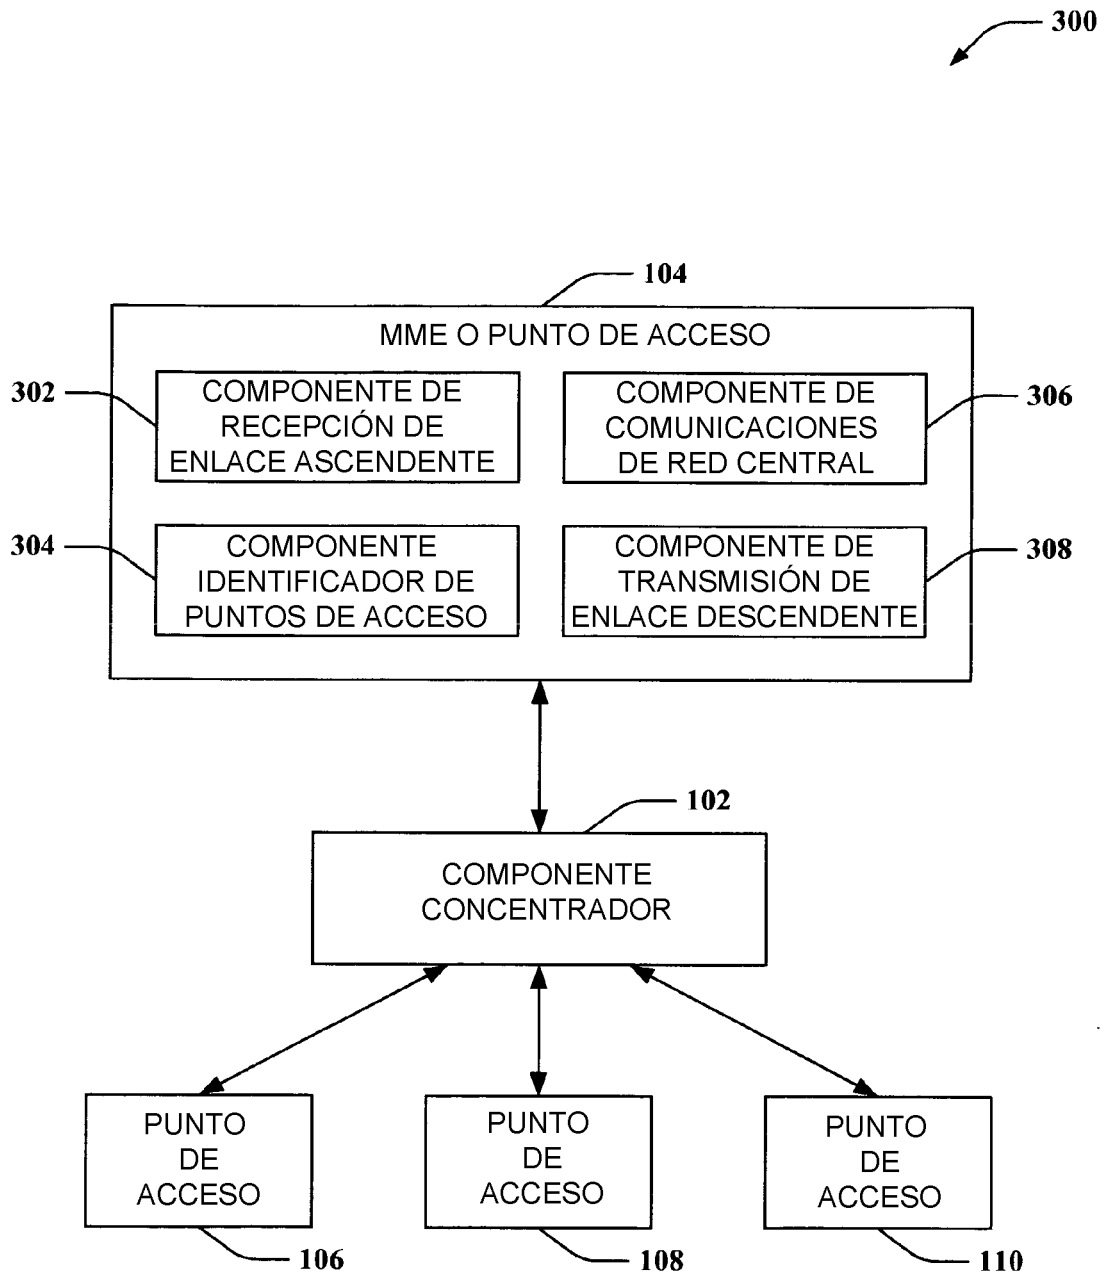 300
104
MME O PUNTO DE ACCESO
302
COMPONENTE DE
RECEPCIÓN DE
ENLACE ASCENDENTE
COMPONENTE DE
COMUNICACIONES
DE RED CENTRAL
306
304
COMPONENTE
IDENTIFICADOR DE
PUNTOS DE ACCESO
COMPONENTE DE
TRANSMISIÓN DE
ENLACE DESCENDENTE
308
102
COMPONENTE
CONCENTRADOR
PUNTO
DE
ACCESO
106
PUNTO
DE
ACCESO
108
PUNTO
DE
ACCESO
110